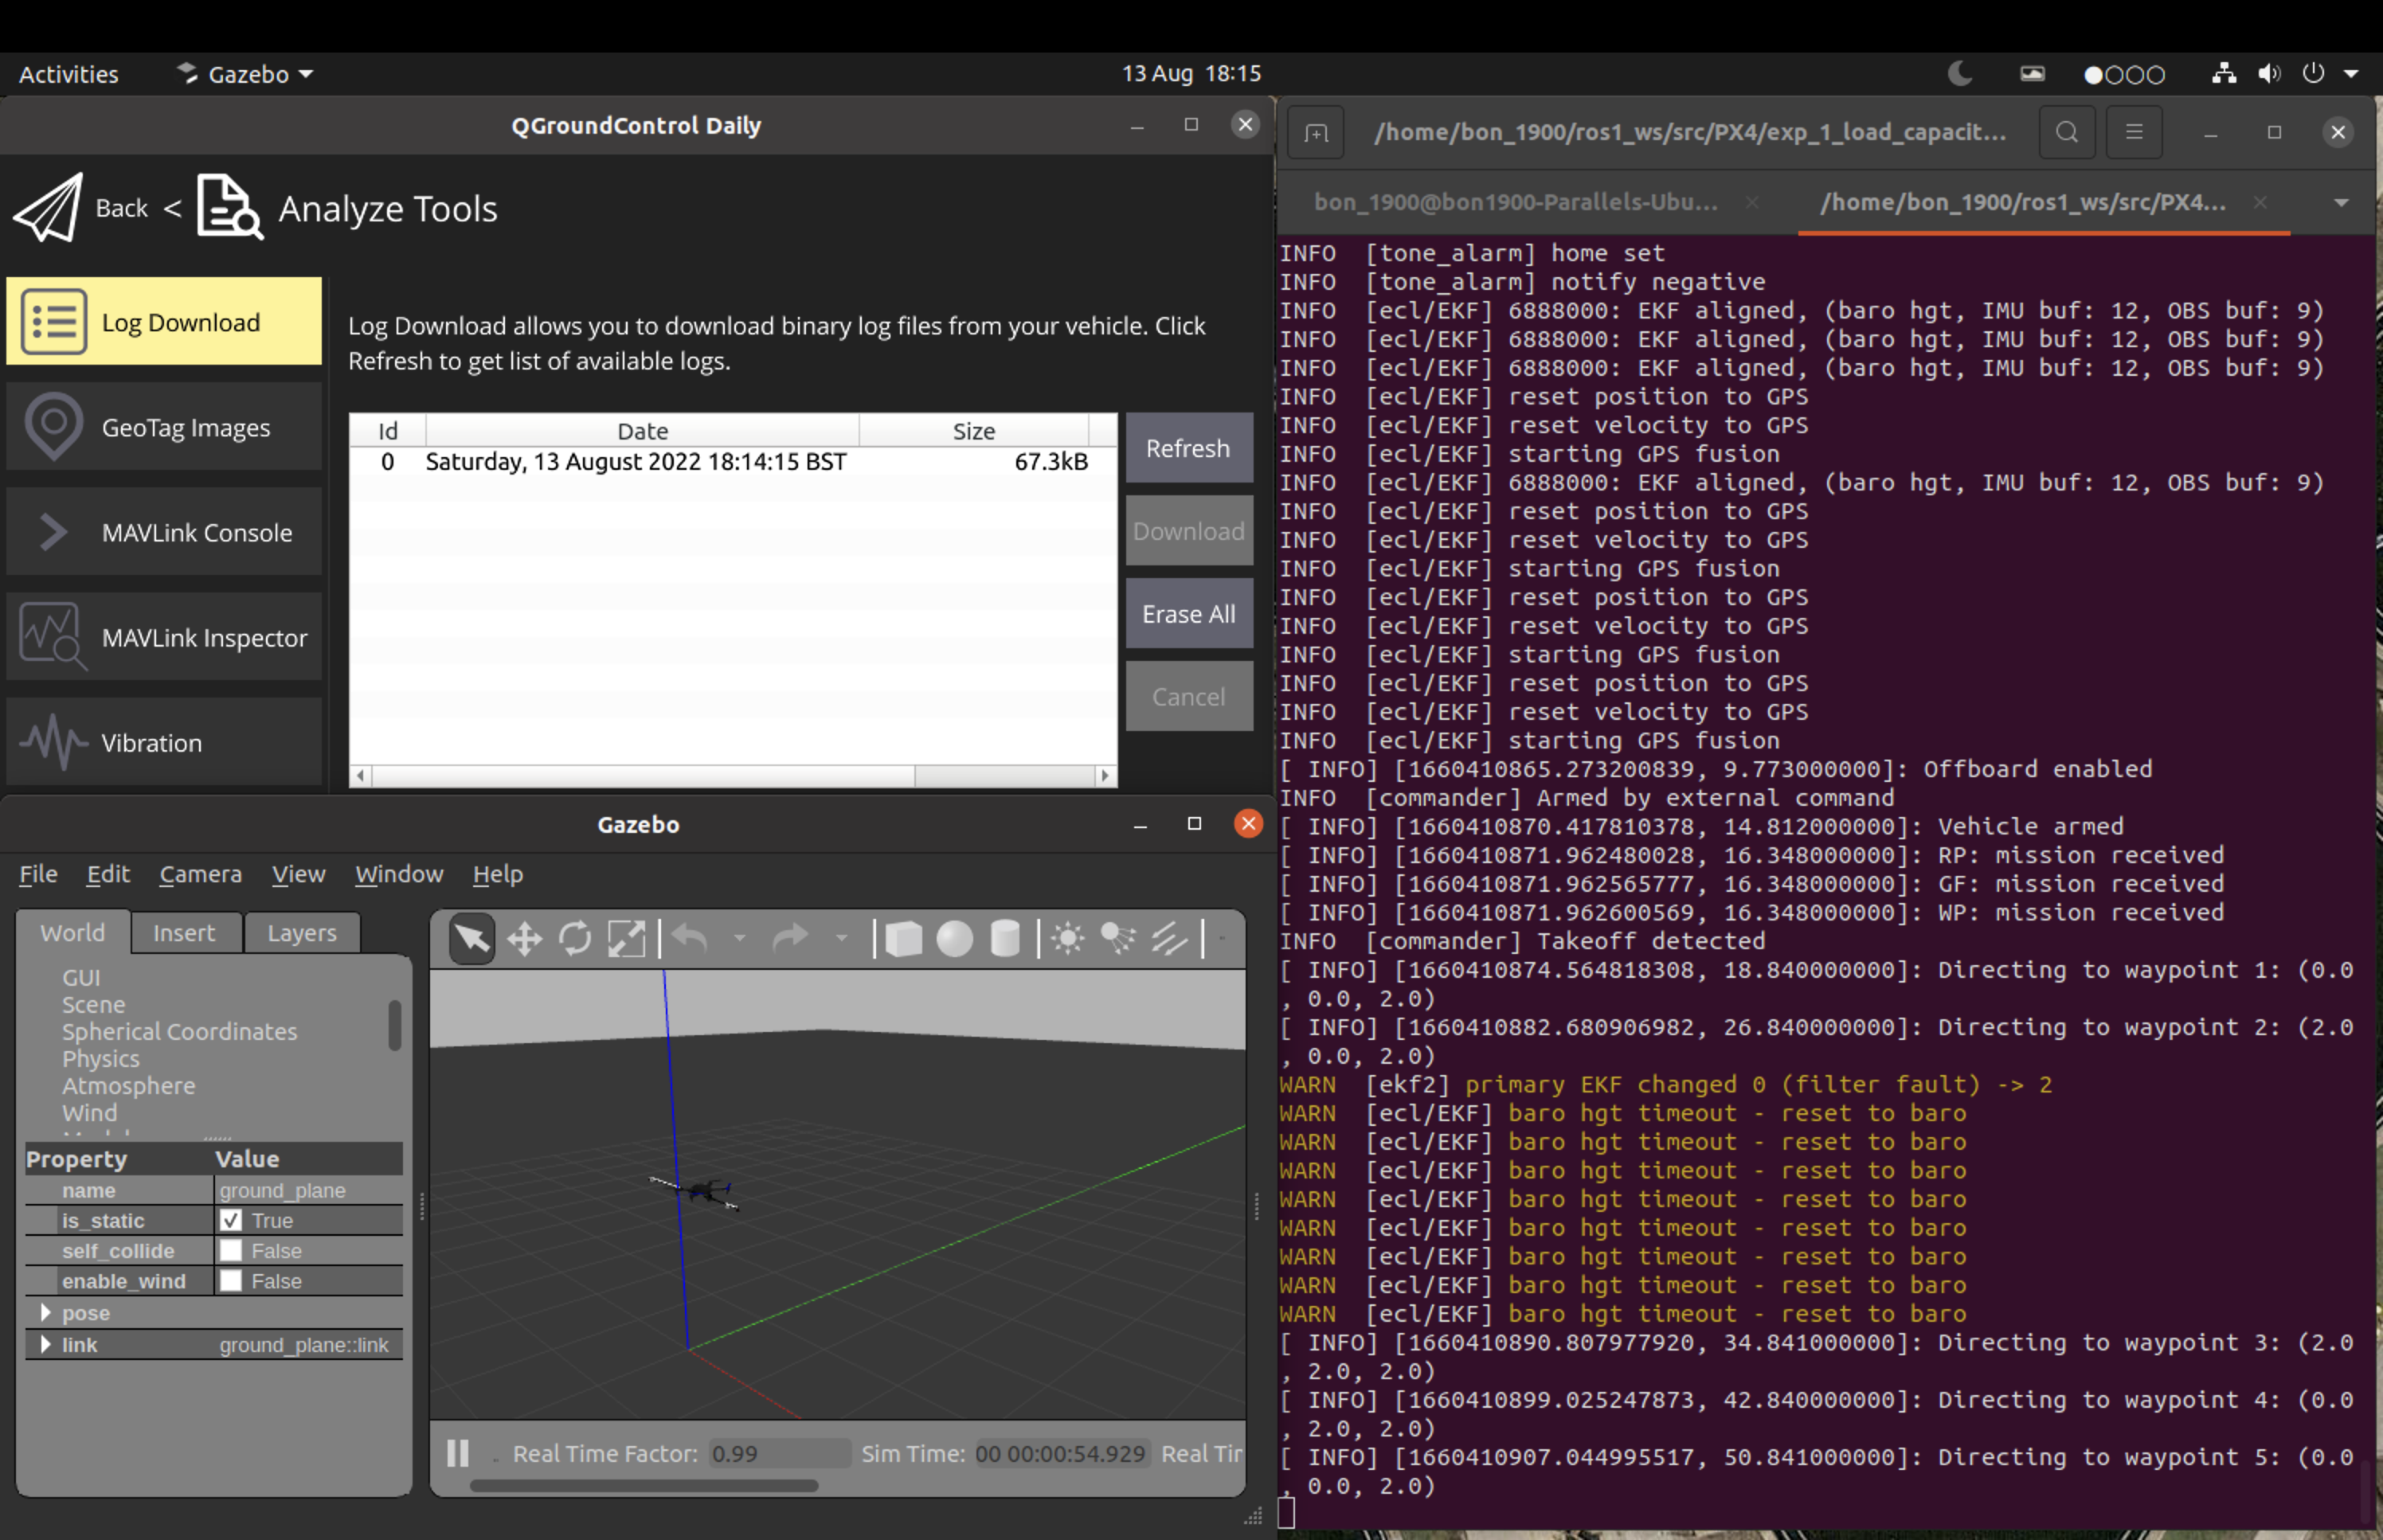 Activities
Gazebo
13 Aug 18:15
QGroundControl Daily
Back < Analyze Tools
Log Download
GeoTag Images
MAVLink Console
MAVLink Inspector
Vibration
Log Download allows you to download binary log files from your vehicle. Click
Refresh to get list of available logs.
Id Date Size
0 Saturday, 13 August 2022 18:14:15 BST 67.3kB
Refresh
Download
Erase All
Cancel
Gazebo
File Edit Camera View Window Help
World Insert Layers
GUI
Scene
Spherical Coordinates
Physics
Atmosphere
Wind
Property Value
name ground_plane
is_static True
self_collide False
enable_wind False
pose
link ground_plane::link
Real Time Factor: 0.99 Sim Time: 00 00:00:54.929 Real Tir
/home/bon_1900/ros1_ws/src/PX4/exp_1_load_capacit...
bon_1900@bon1900-Parallels-Ubu...
/home/bon_1900/ros1_ws/src/PX4...
INFO [tone_alarm] home set
INFO [tone_alarm] notify negative
INFO [ecl/EKF] 6888000: EKF aligned, (baro hgt, IMU buf: 12, OBS buf: 9)
INFO [ecl/EKF] 6888000: EKF aligned, (baro hgt, IMU buf: 12, OBS buf: 9)
INFO [ecl/EKF] 6888000: EKF aligned, (baro hgt, IMU buf: 12, OBS buf: 9)
INFO [ecl/EKF] reset position to GPS
INFO [ecl/EKF] reset velocity to GPS
INFO [ecl/EKF] starting GPS fusion
INFO [ecl/EKF] 6888000: EKF aligned, (baro hgt, IMU buf: 12, OBS buf: 9)
INFO [ecl/EKF] reset position to GPS
INFO [ecl/EKF] reset velocity to GPS
INFO [ecl/EKF] starting GPS fusion
INFO [ecl/EKF] reset position to GPS
INFO [ecl/EKF] reset velocity to GPS
INFO [ecl/EKF] starting GPS fusion
INFO [ecl/EKF] reset position to GPS
INFO [ecl/EKF] reset velocity to GPS
INFO [ecl/EKF] starting GPS fusion
[ INFO] [1660410865.273200839, 9.773000000]: Offboard enabled
INFO [commander] Armed by external command
[ INFO] [1660410870.417810378, 14.812000000]: Vehicle armed
[ INFO] [1660410871.962480028, 16.348000000]: RP: mission received
[ INFO] [1660410871.962565777, 16.348000000]: GF: mission received
[ INFO] [1660410871.962600569, 16.348000000]: WP: mission received
INFO [commander] Takeoff detected
[ INFO] [1660410874.564818308, 18.840000000]: Directing to waypoint 1: (0.0
, 0.0, 2.0)
[ INFO] [1660410882.680906982, 26.840000000]: Directing to waypoint 2: (2.0
, 0.0, 2.0)
WARN [ekf2] primary EKF changed 0 (filter fault) -> 2
WARN [ecl/EKF] baro hgt timeout - reset to baro
WARN [ecl/EKF] baro hgt timeout - reset to baro
WARN [ecl/EKF] baro hgt timeout - reset to baro
WARN [ecl/EKF] baro hgt timeout - reset to baro
WARN [ecl/EKF] baro hgt timeout - reset to baro
WARN [ecl/EKF] baro hgt timeout - reset to baro
WARN [ecl/EKF] baro hgt timeout - reset to baro
WARN [ecl/EKF] baro hgt timeout - reset to baro
[ INFO] [1660410890.807977920, 34.841000000]: Directing to waypoint 3: (2.0
, 2.0, 2.0)
[ INFO] [1660410899.025247873, 42.840000000]: Directing to waypoint 4: (0.0
, 2.0, 2.0)
[ INFO] [1660410907.044995517, 50.841000000]: Directing to waypoint 5: (0.0
, 0.0, 2.0)